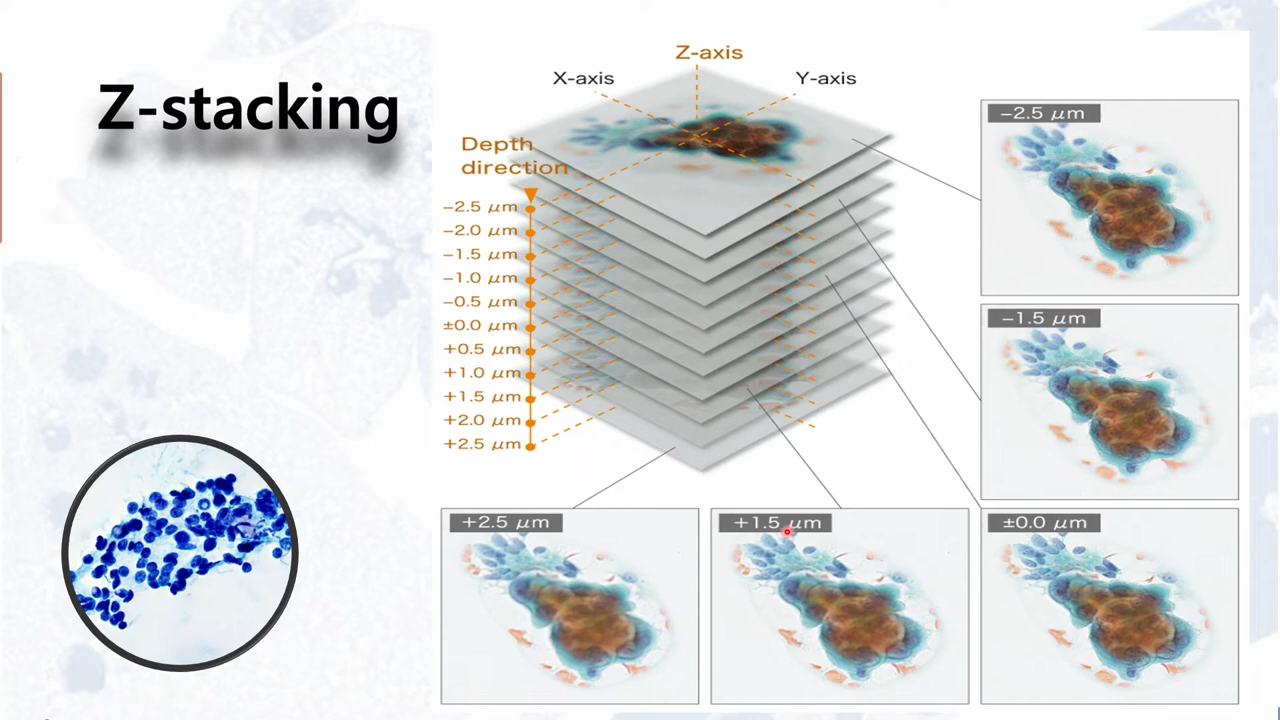 Z-stacking
Z-axis
X-axis
Y-axis
Depth
direction
−2.5 μm
−2.0 μm
−1.5 μm
−1.0 μm
−0.5 μm
±0.0 μm
+0.5 μm
+1.0 μm
+1.5 μm
+2.0 μm
+2.5 μm
−2.5 μm
−1.5 μm
+2.5 μm
+1.5 μm
±0.0 μm